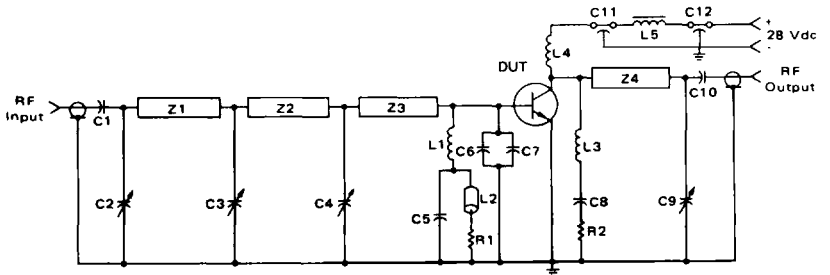 C11
C12
+
28 Vdc
-
L5
L4
DUT
RF
Input
C1
Z1
Z2
Z3
Z4
C10
RF
Output
L1
C6
C7
L3
C2
C3
C4
C5
L2
R1
C8
R2
C9